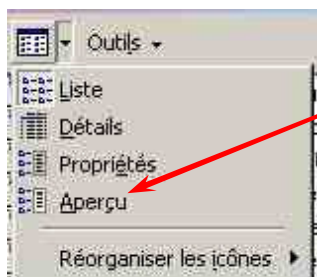 Outils
Liste
Détails
Propriétés
Aperçu
Réorganiser les icônes